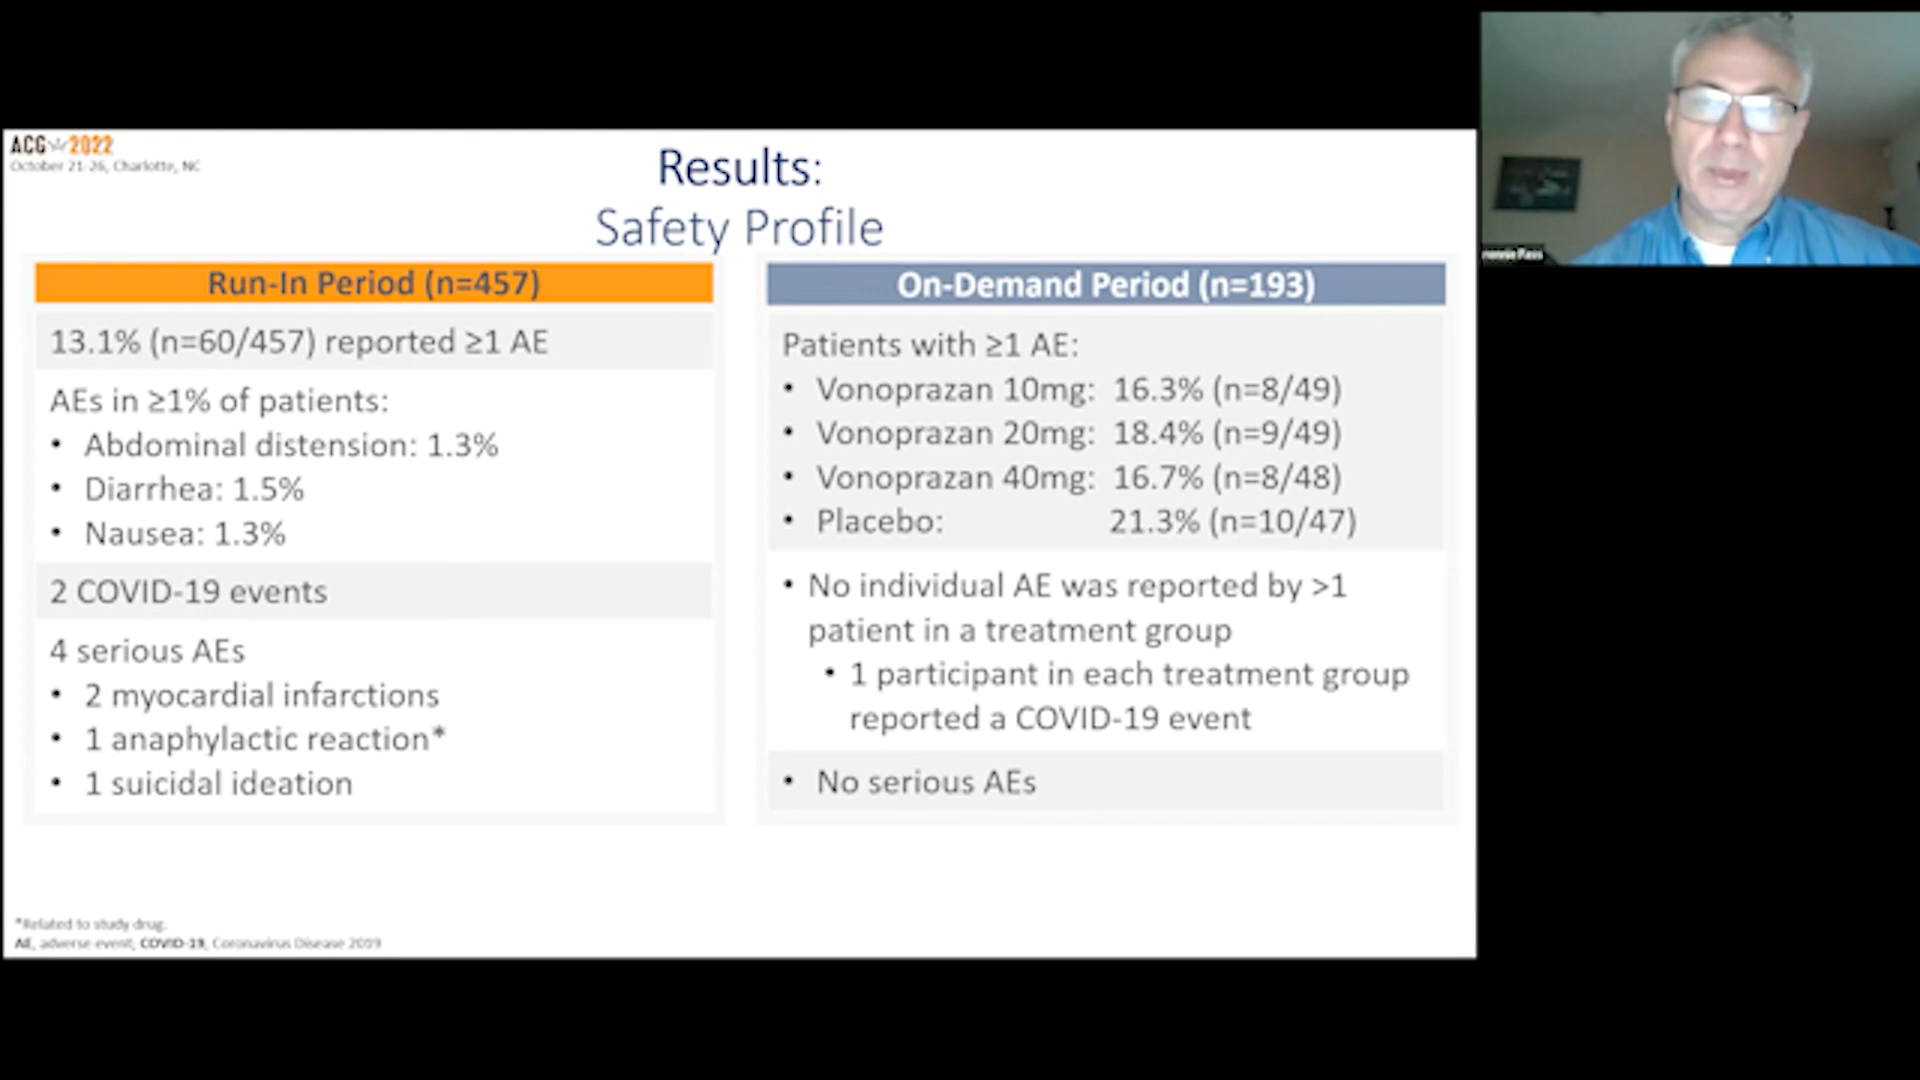 ACG 2022
October 21-26, Charlotte, NC
Results:
Safety Profile
Run-In Period (n=457)
13.1% (n=60/457) reported ≥1 AE
AEs in ≥1% of patients:
• Abdominal distension: 1.3%
• Diarrhea: 1.5%
• Nausea: 1.3%
2 COVID-19 events
4 serious AEs
• 2 myocardial infarctions
• 1 anaphylactic reaction*
• 1 suicidal ideation
On-Demand Period (n=193)
Patients with ≥1 AE:
• Vonoprazan 10mg: 16.3% (n=8/49)
• Vonoprazan 20mg: 18.4% (n=9/49)
• Vonoprazan 40mg: 16.7% (n=8/48)
• Placebo: 21.3% (n=10/47)
• No individual AE was reported by >1
patient in a treatment group
• 1 participant in each treatment group
reported a COVID-19 event
• No serious AEs
*Related to study drug.
AE, adverse event; COVID-19, Coronavirus Disease 2019